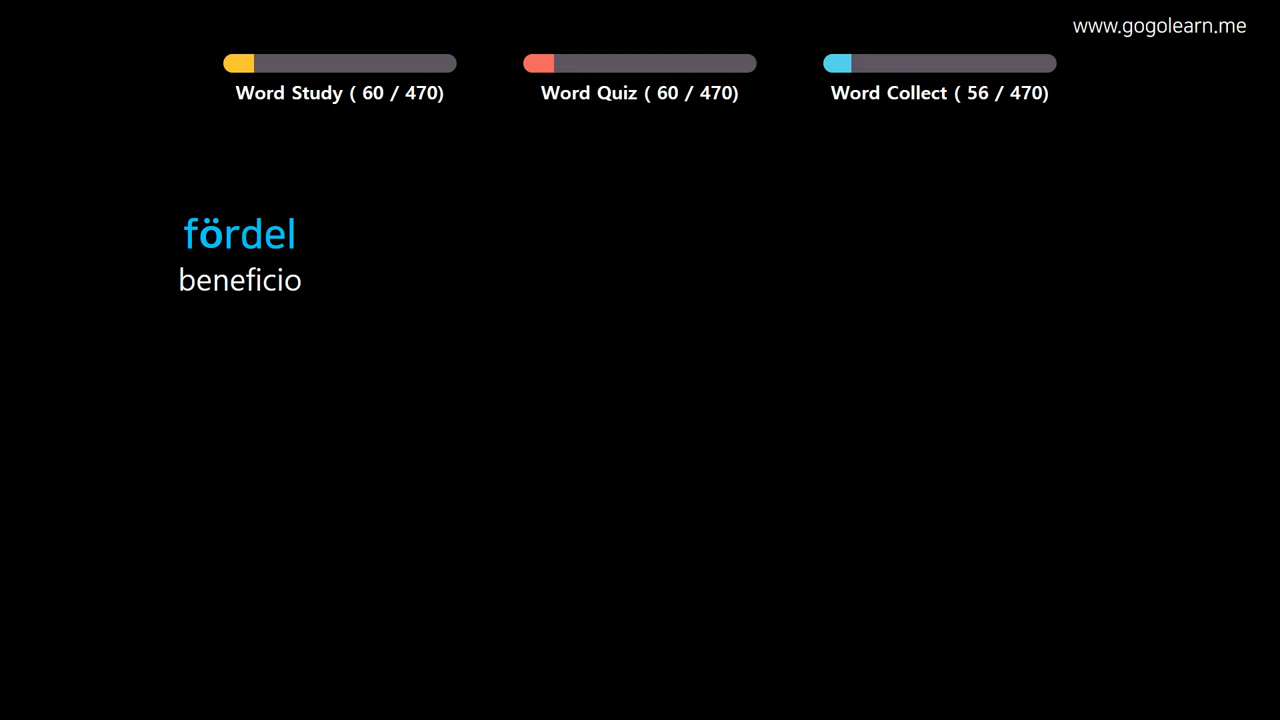 www.gogolearn.me
Word Study ( 60 / 470)
Word Quiz ( 60 / 470)
Word Collect ( 56 / 470)
fördel
beneficio